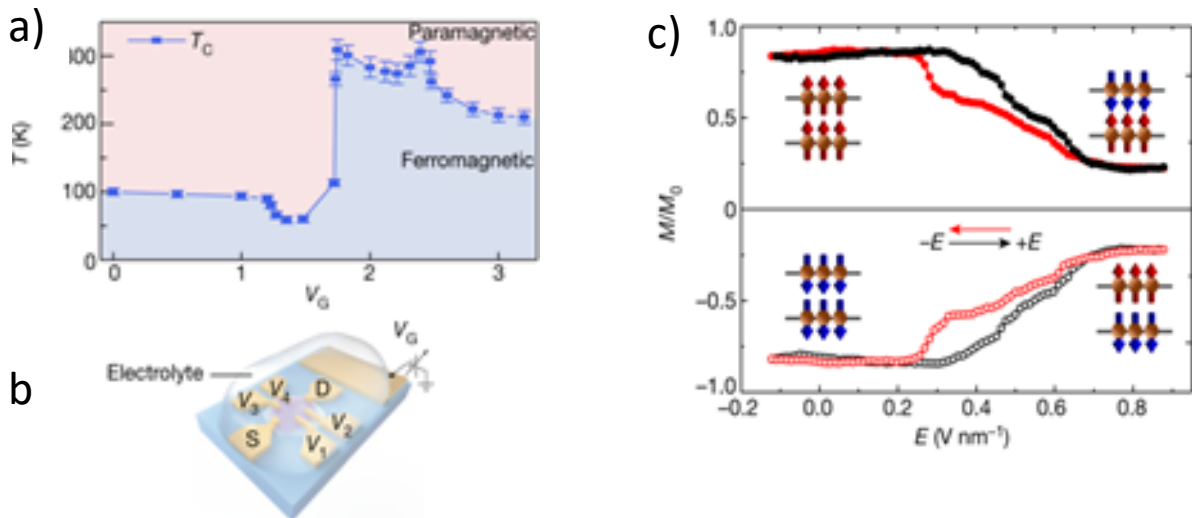 a)
T_C
Paramagnetic
Ferromagnetic
T (K)
300
200
100
0
0 1 2 3
V_G
b
Electrolyte
V_G
V_3 V_4 D
V_2
S V_1
c)
M/M_0
1.0
0.5
0
−0.5
−1.0
−E +E
−0.2 0.0 0.2 0.4 0.6 0.8
E (V nm⁻¹)